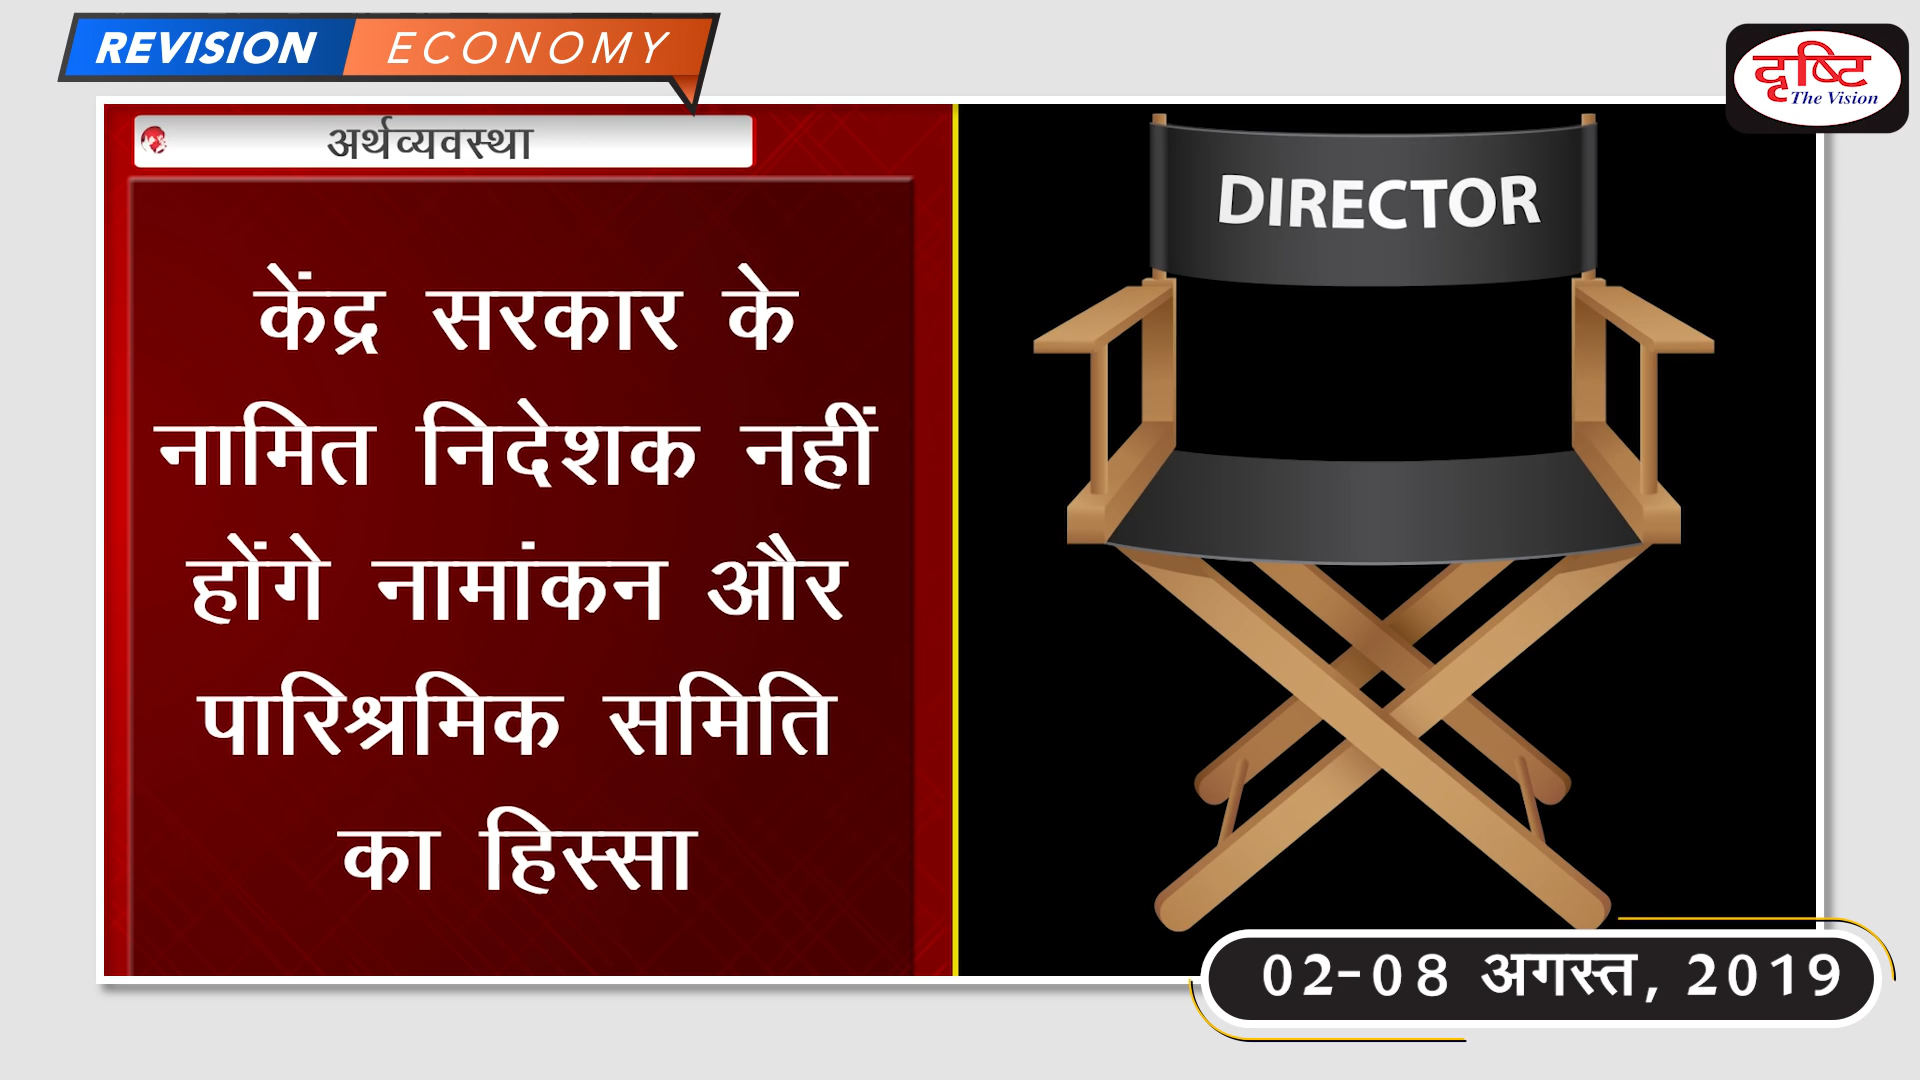 REVISION ECONOMY
दृष्टि
The Vision
अर्थव्यवस्था
केंद्र सरकार के
नामित निदेशक नहीं
होंगे नामांकन और
पारिश्रमिक समिति
का हिस्सा
DIRECTOR
02-08 अगस्त, 2019